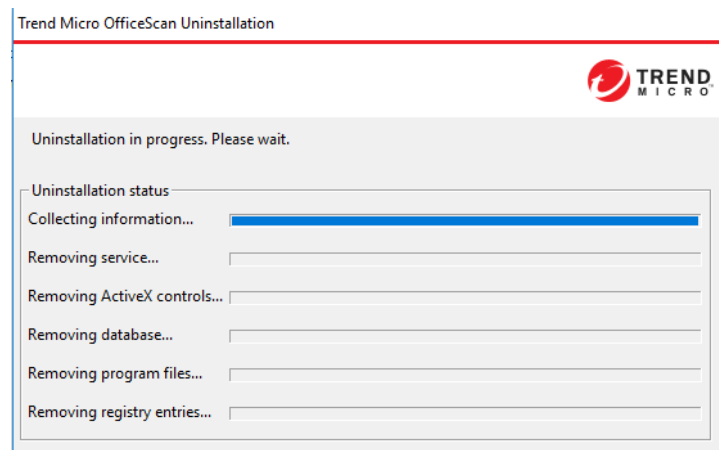 Trend Micro OfficeScan Uninstallation
TREND
MICRO
Uninstallation in progress. Please wait.
Uninstallation status
Collecting information...
Removing service...
Removing ActiveX controls...
Removing database...
Removing program files...
Removing registry entries...